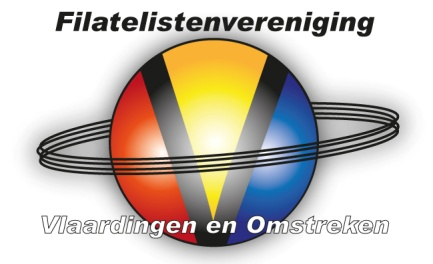 Filatelistenvereniging
Vlaardingen en Omstreken